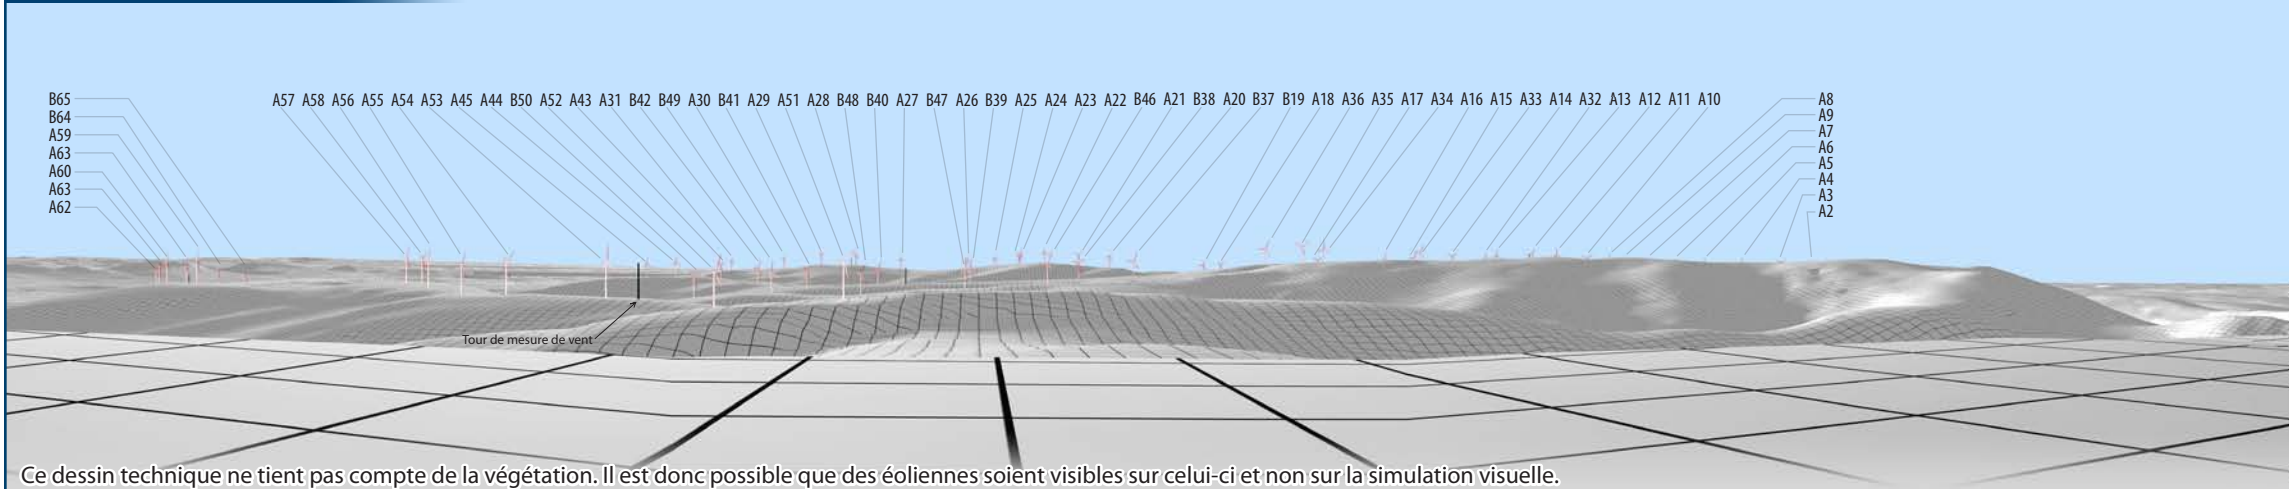 B65
B64
A59
A63
A60
A63
A62
A57 A58 A56 A55 A54 A53 A45 A44 B50 A52 A43 A31 B42 B49 A30 B41 A29 A51 A28 B48 B40 A27 B47 A26 B39 A25 A24 A23 A22 B46 A21 B38 A20 B37 B19 A18 A36 A35 A17 A34 A16 A15 A33 A14 A32 A13 A12 A11 A10
A8
A9
A7
A6
A5
A4
A3
A2
Tour de mesure de vent
Ce dessin technique ne tient pas compte de la végétation. Il est donc possible que des éoliennes soient visibles sur celui-ci et non sur la simulation visuelle.